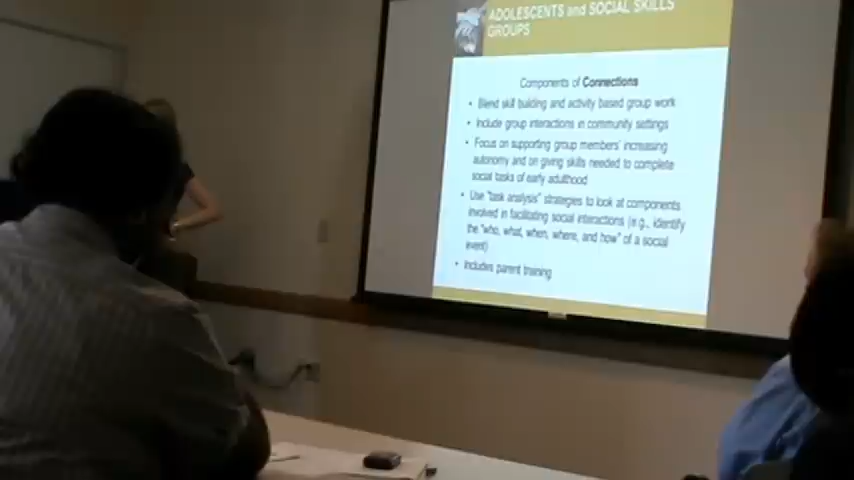 ADOLESCENTS and SOCIAL SKILLS
GROUPS
Components of Connections
• Blend skill building and activity based group work
• Include group interactions in community settings
• Focus on supporting group members' increasing
autonomy and on giving skills needed to complete
social tasks of early adulthood
• Use "task analysis" strategies to look at components
involved in facilitating social interactions (e.g., identify
the "who, what, when, where, and how" of a social
event)
• Includes parent training